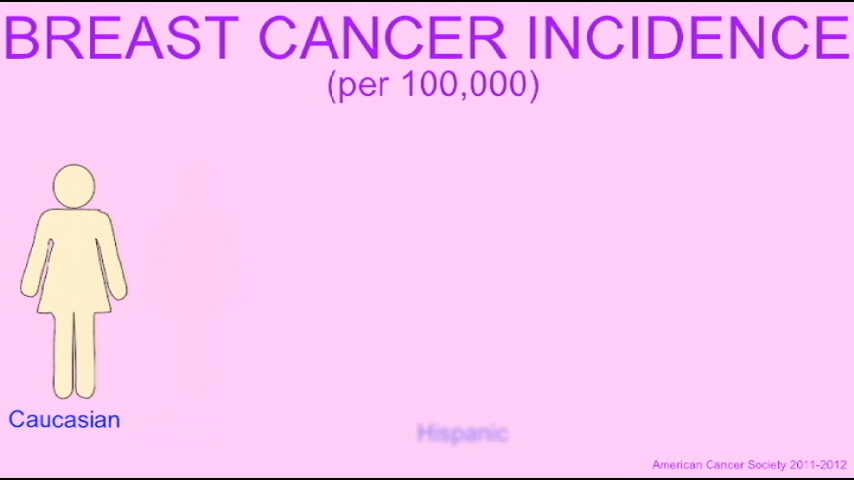 BREAST CANCER INCIDENCE
(per 100,000)
Caucasian
Hispanic
American Cancer Society 2011-2012